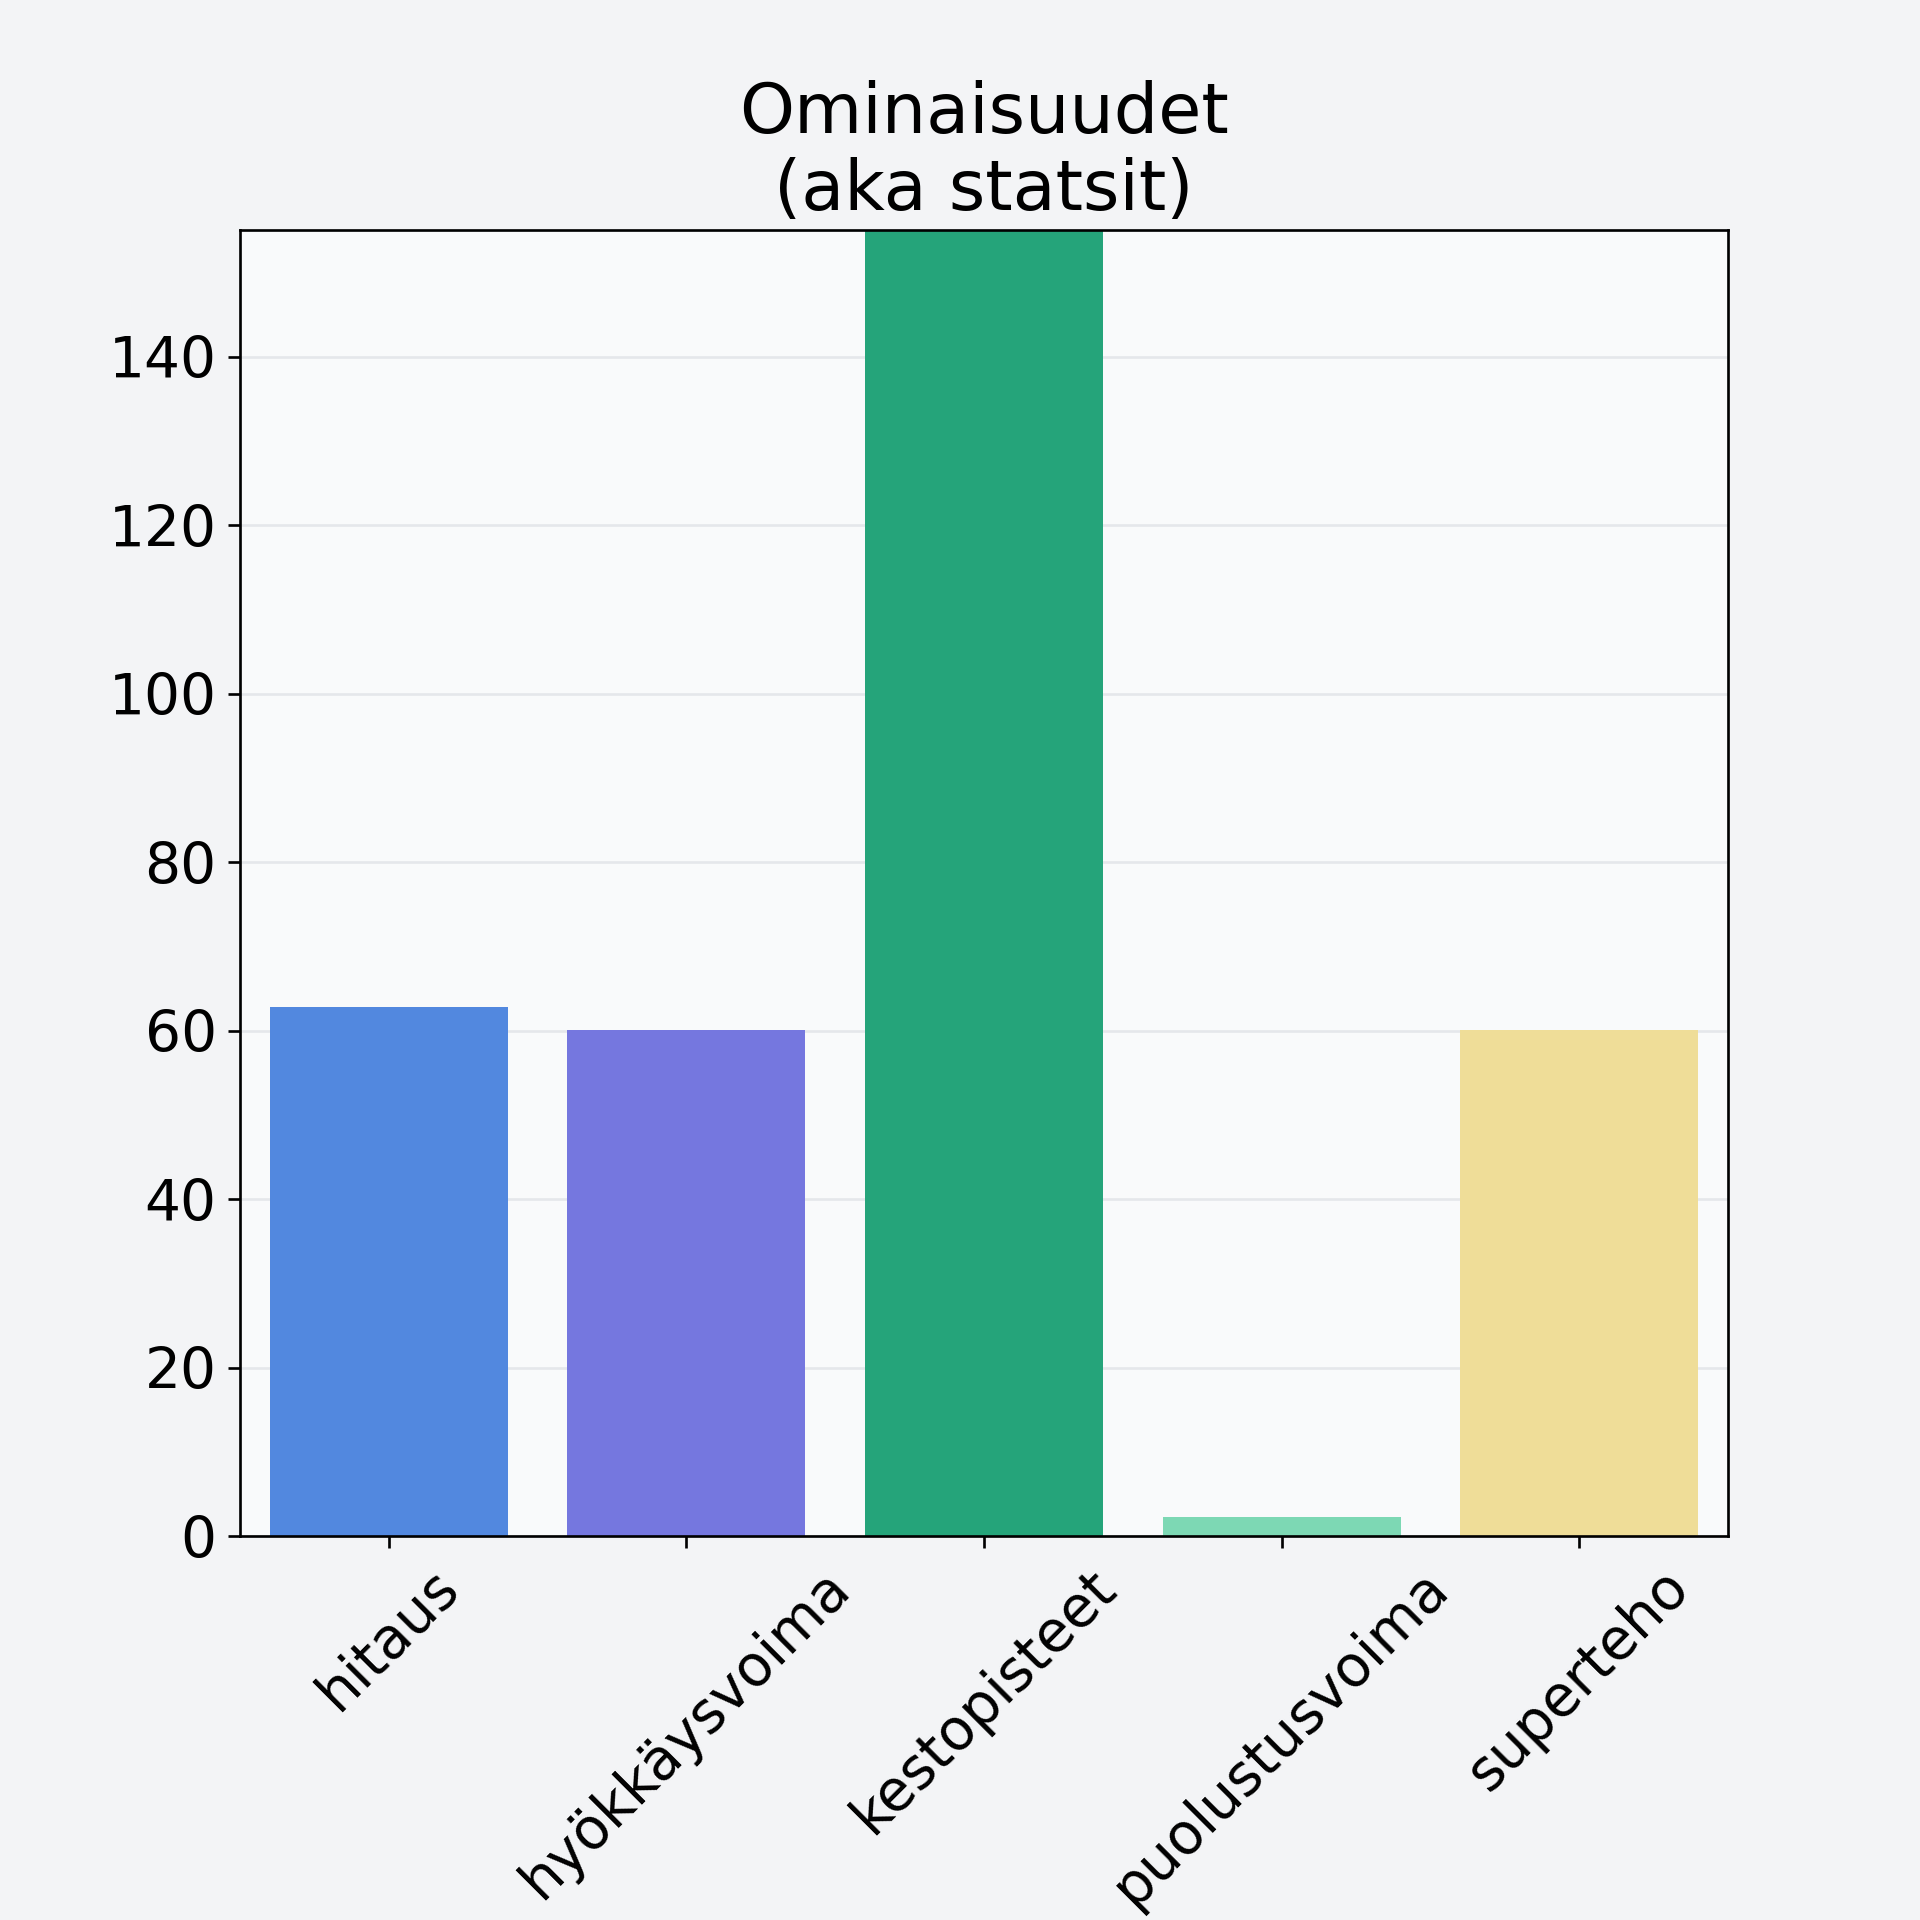 Ominaisuudet
(aka statsit)
140
120
100
80
60
40
20
0
hitaus
hyökkäysvoima
kestopisteet
puolustusvoima
superteho